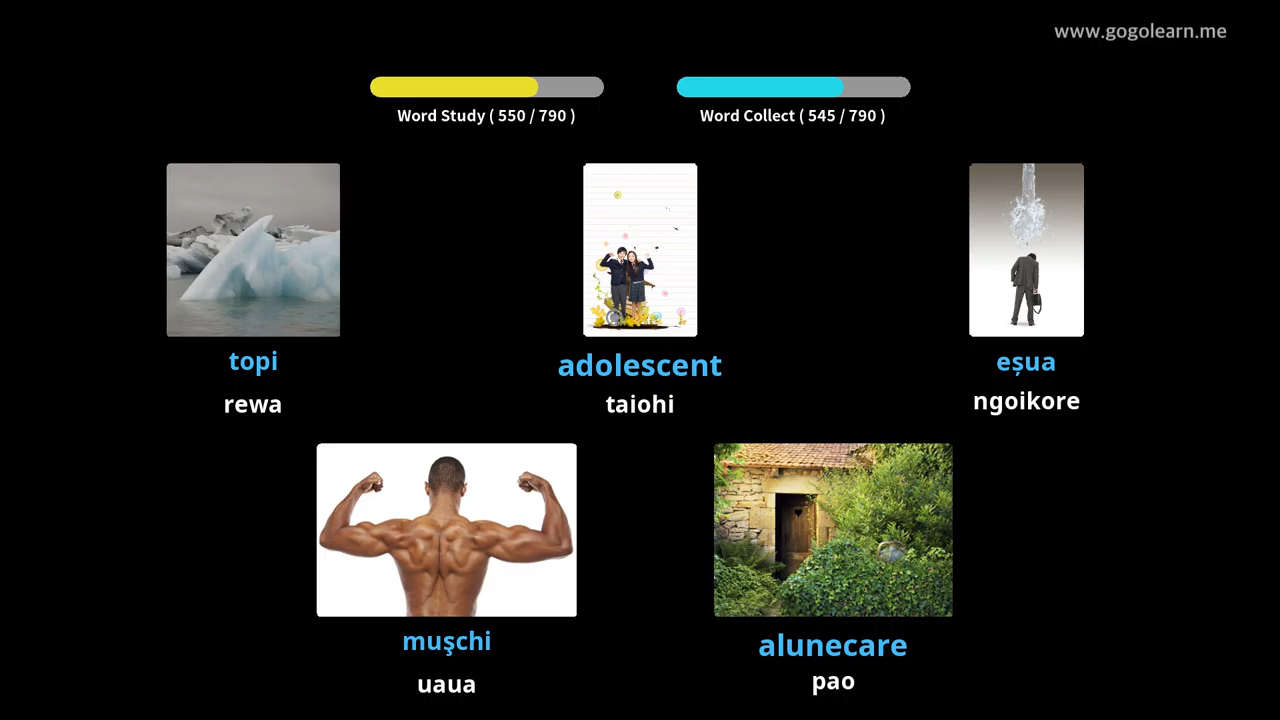 www.gogolearn.me
Word Study ( 550 / 790 )
Word Collect ( 545 / 790 )
topi
rewa
adolescent
taiohi
eșua
ngoikore
muşchi
uaua
alunecare
pao